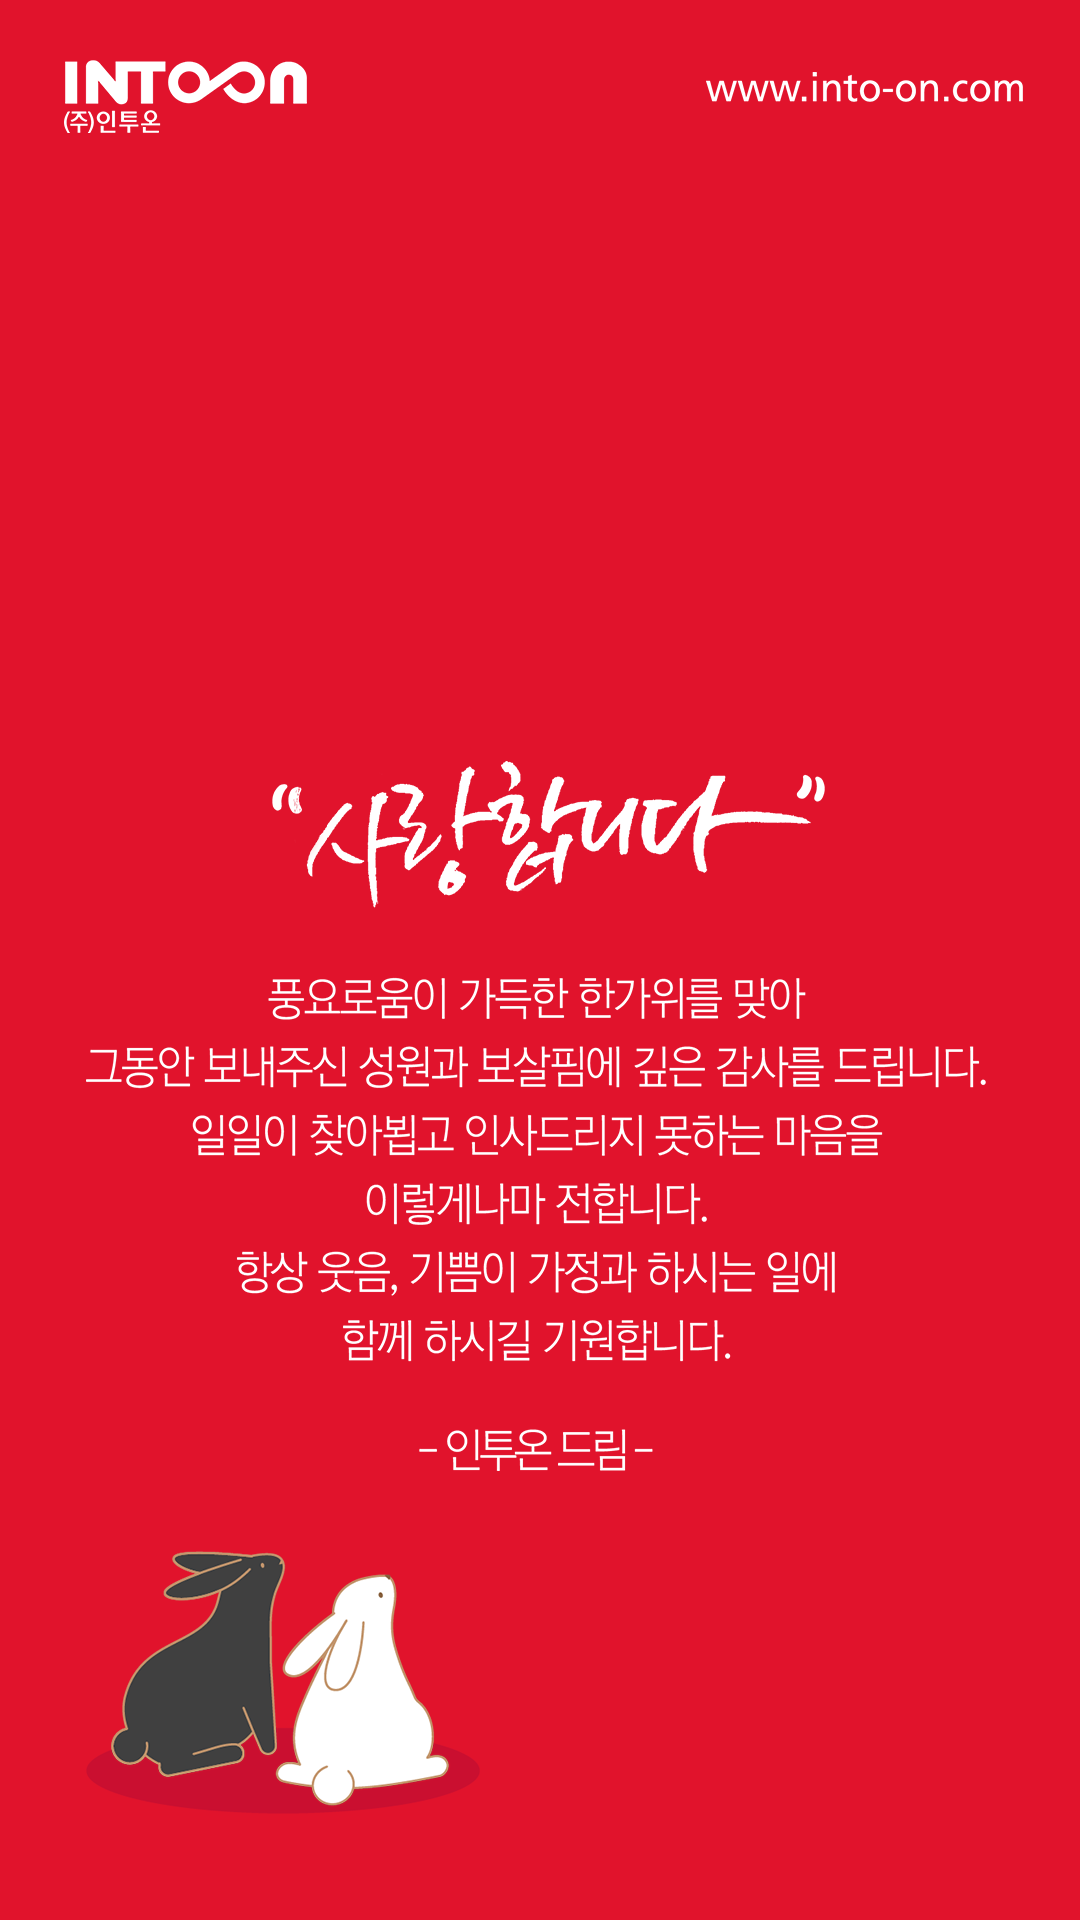 INTOON
(주)인투온
www.into-on.com
“사랑합니다”
풍요로움이 가득한 한가위를 맞아
그동안 보내주신 성원과 보살핌에 깊은 감사를 드립니다.
일일이 찾아뵙고 인사드리지 못하는 마음을
이렇게나마 전합니다.
항상 웃음, 기쁨이 가정과 하시는 일에
함께 하시길 기원합니다.
– 인투온 드림 –